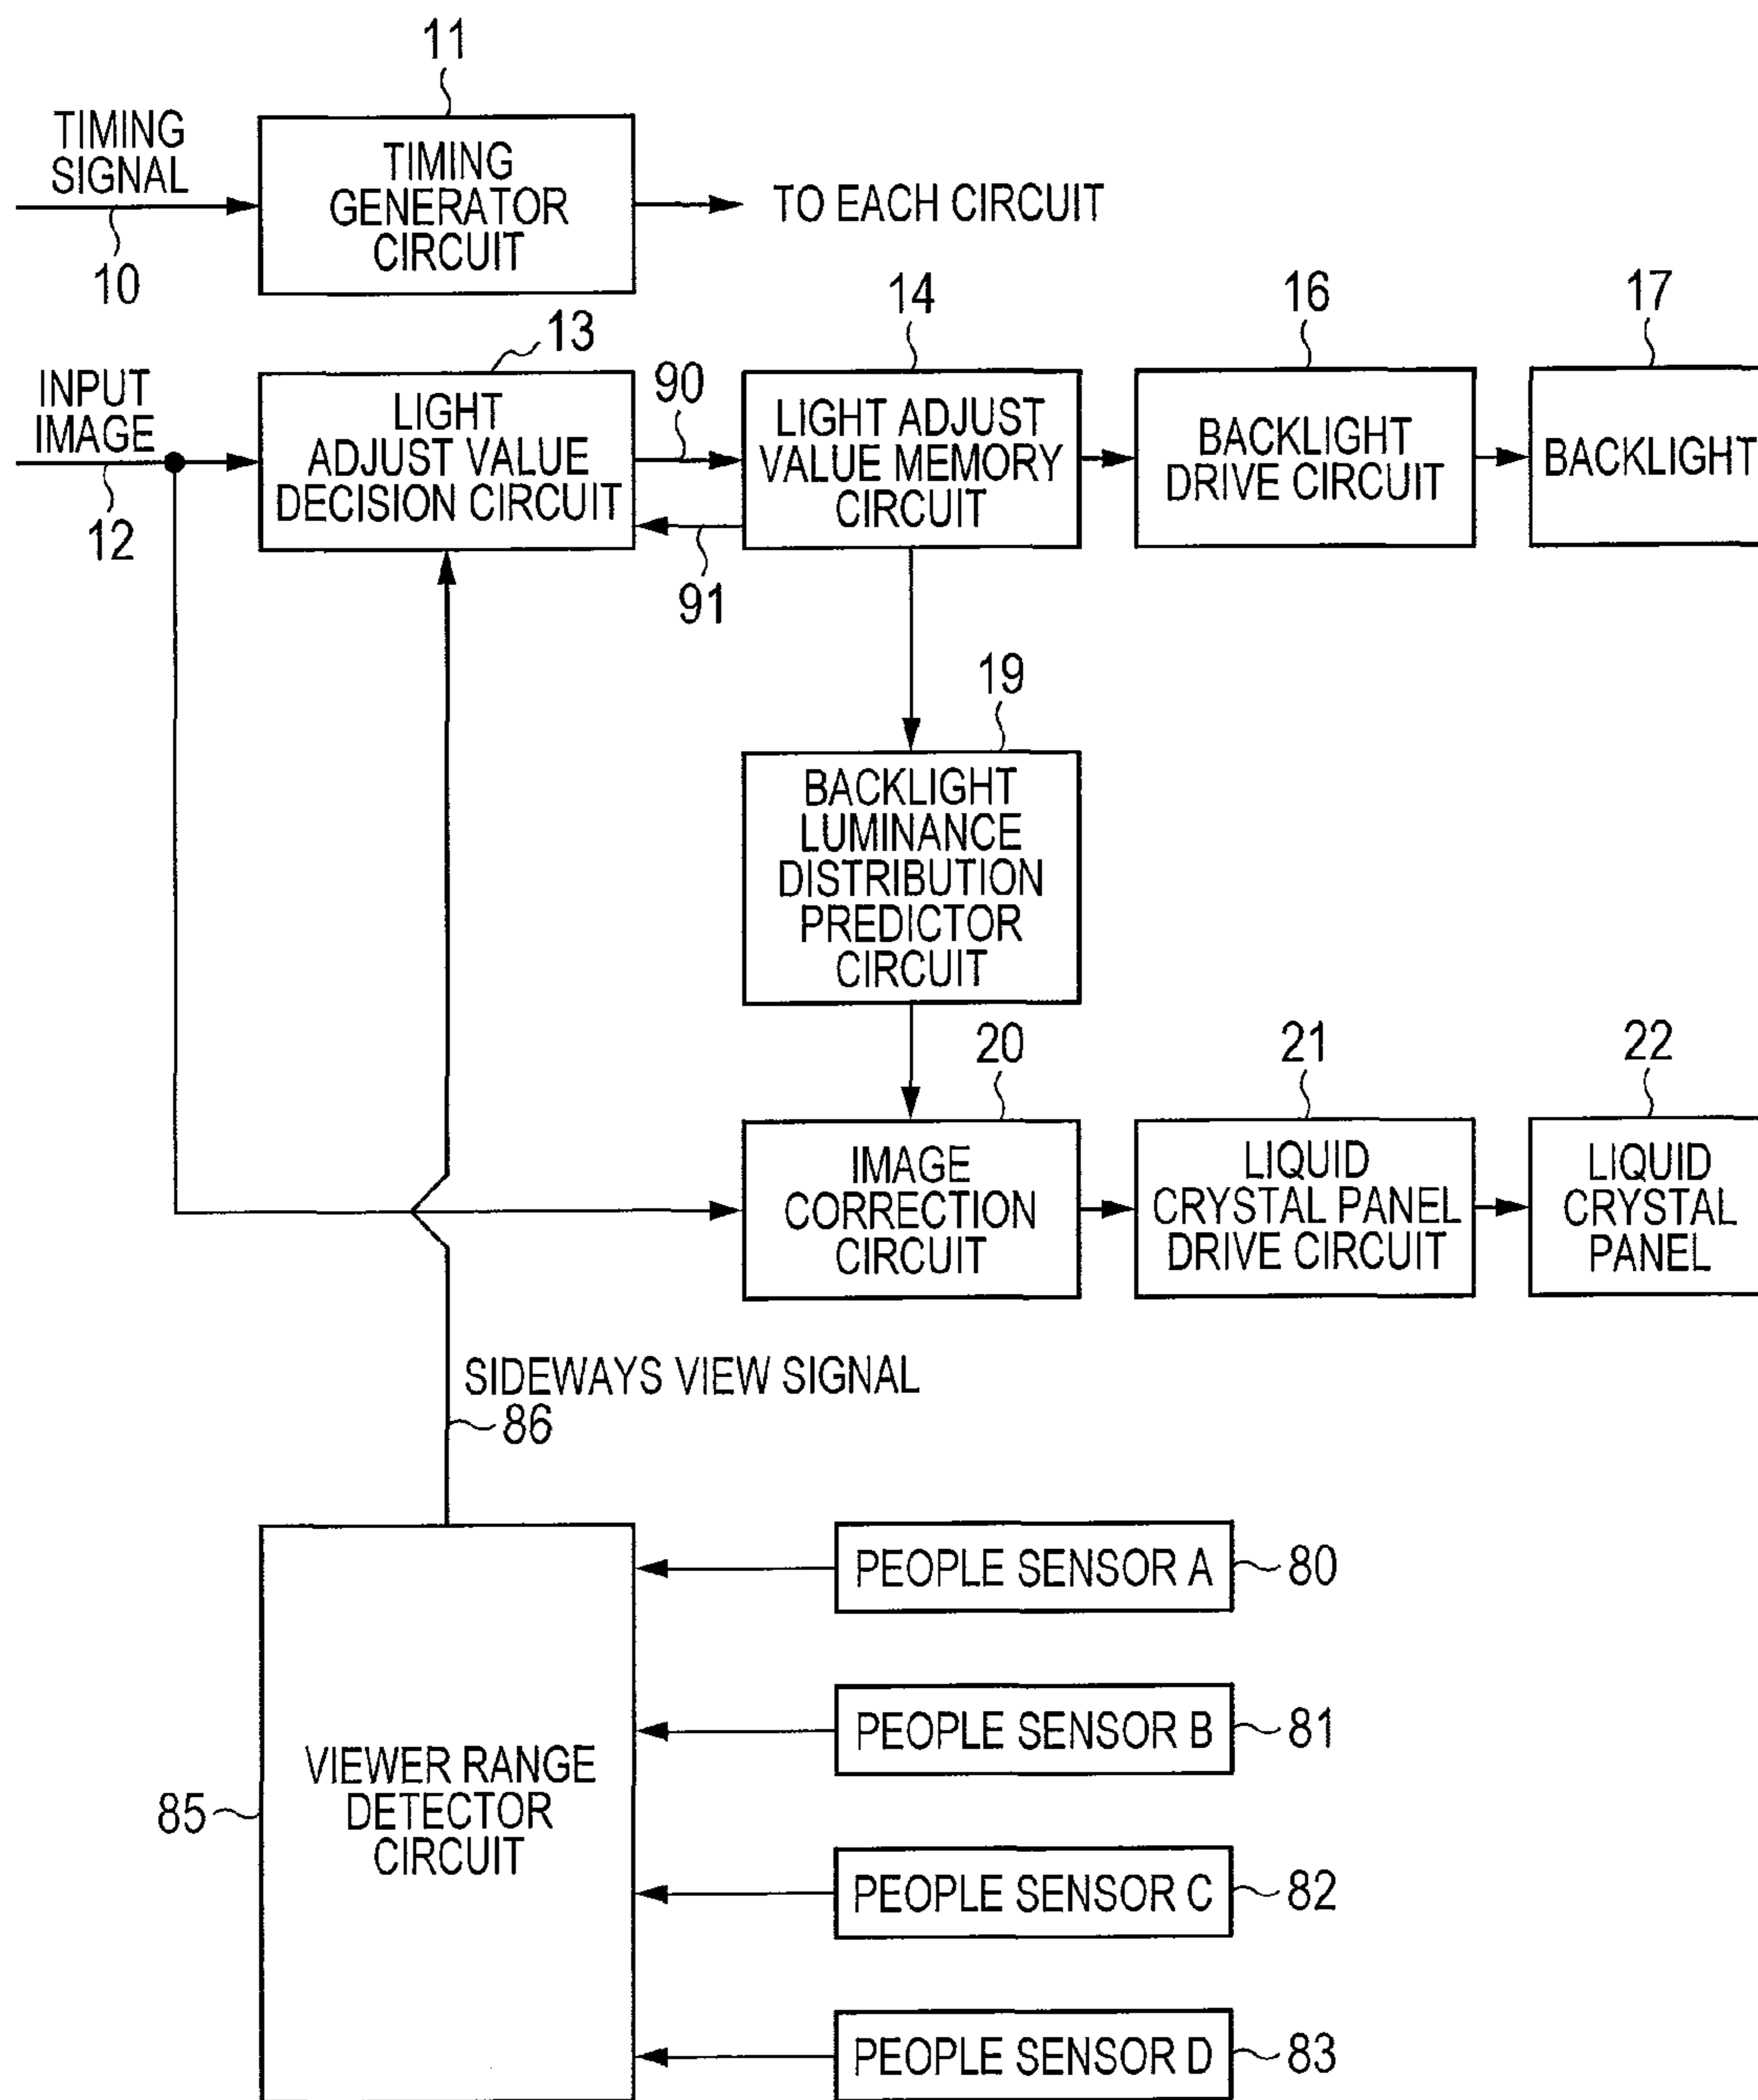 11
TIMING
SIGNAL
10
TIMING
GENERATOR
CIRCUIT
TO EACH CIRCUIT
INPUT
IMAGE
12
13
LIGHT
ADJUST VALUE
DECISION CIRCUIT
90
91
14
LIGHT ADJUST
VALUE MEMORY
CIRCUIT
16
BACKLIGHT
DRIVE CIRCUIT
17
BACKLIGHT
19
BACKLIGHT
LUMINANCE
DISTRIBUTION
PREDICTOR
CIRCUIT
20
IMAGE
CORRECTION
CIRCUIT
21
LIQUID
CRYSTAL PANEL
DRIVE CIRCUIT
22
LIQUID
CRYSTAL
PANEL
SIDEWAYS VIEW SIGNAL
86
85
VIEWER RANGE
DETECTOR
CIRCUIT
PEOPLE SENSOR A
80
PEOPLE SENSOR B
81
PEOPLE SENSOR C
82
PEOPLE SENSOR D
83